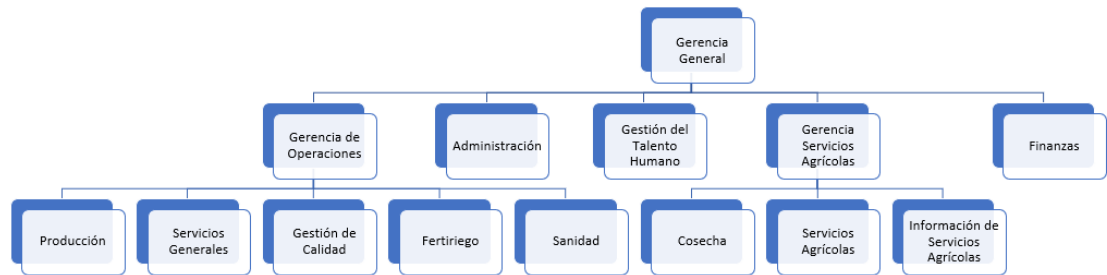 Gerencia
General
Gerencia de
Operaciones
Administración
Gestión del
Talento
Humano
Gerencia
Servicios
Agrícolas
Finanzas
Producción
Servicios
Generales
Gestión de
Calidad
Fertiriego
Sanidad
Cosecha
Servicios
Agrícolas
Información de
Servicios
Agrícolas